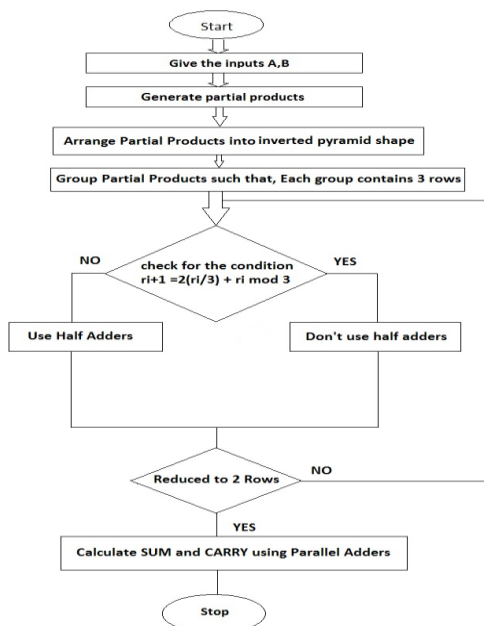 Start
Give the inputs A,B
Generate partial products
Arrange Partial Products into inverted pyramid shape
Group Partial Products such that, Each group contains 3 rows
NO
check for the condition
ri+1 =2(ri/3) + ri mod 3
YES
Use Half Adders
Don't use half adders
Reduced to 2 Rows
NO
YES
Calculate SUM and CARRY using Parallel Adders
Stop